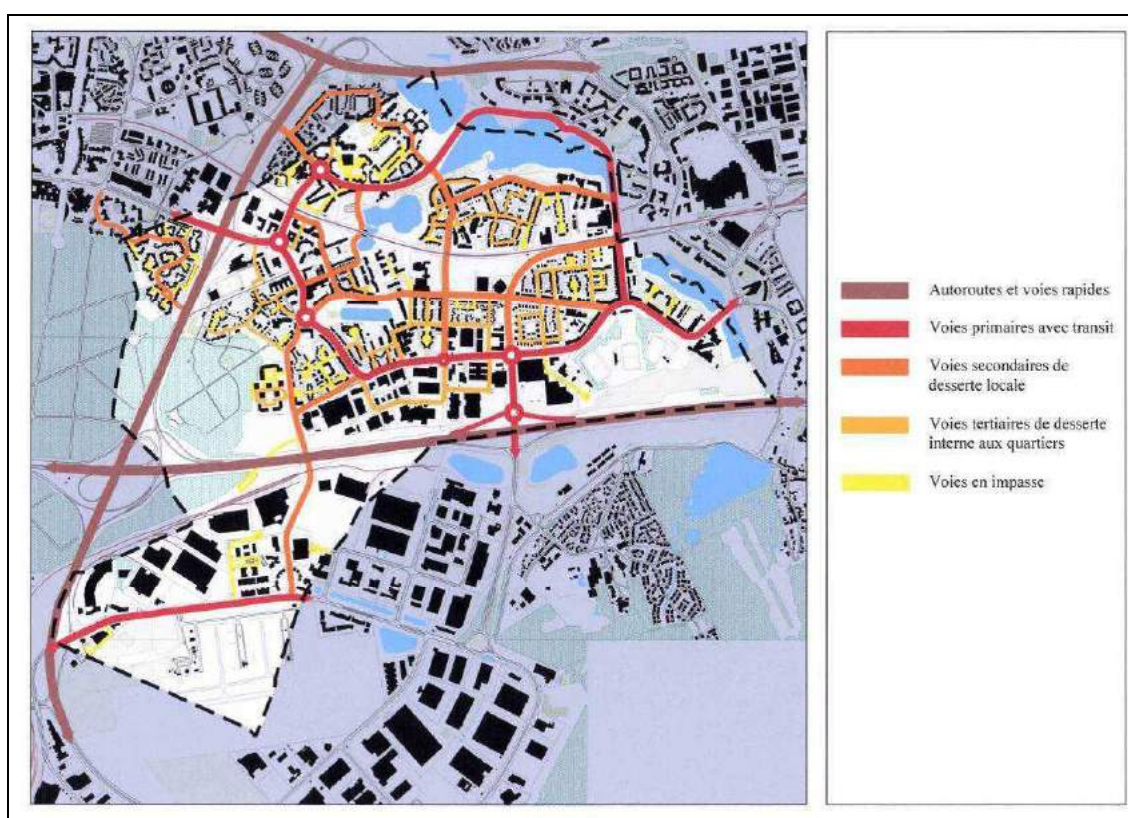 Autoroutes et voies rapides
Voies primaires avec transit
Voies secondaires de
desserte locale
Voies tertiaires de desserte
interne aux quartiers
Voies en impasse